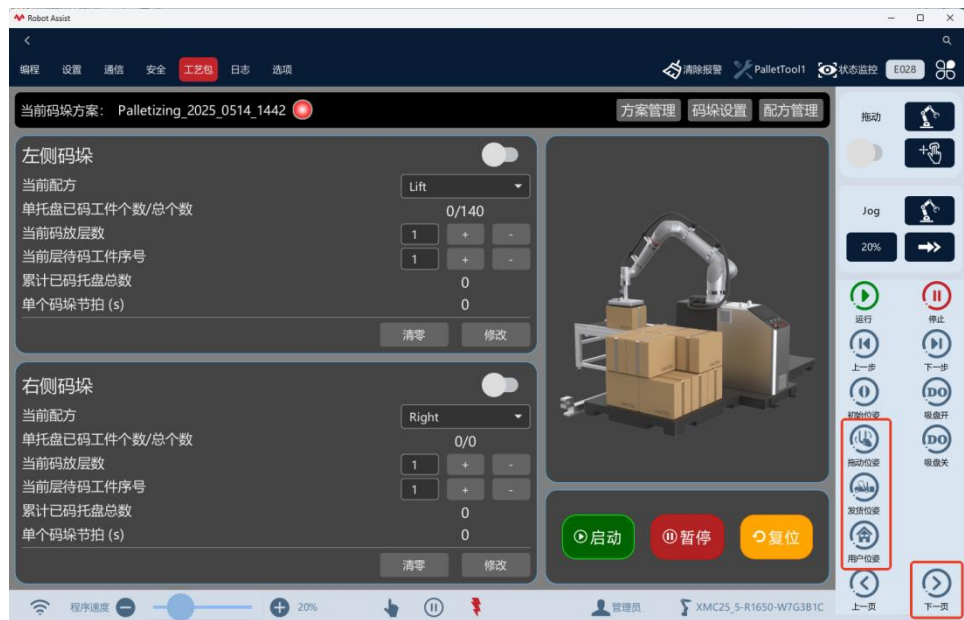 Robot Assist
编程 设置 通信 安全 工艺包 日志 选项 清除报警 PalletTool1 状态监控 E028
当前码垛方案: Palletizing_2025_0514_1442 方案管理 码垛设置 配方管理
左侧码垛
当前配方 Lift
单托盘已码工件个数/总个数 0/140
当前码放层数 1 + -
当前层待码工件序号 1 + -
累计已码托盘总数 0
单个码垛节拍 (s) 0
清零 修改
右侧码垛
当前配方 Right
单托盘已码工件个数/总个数 0/0
当前码放层数 1 + -
当前层待码工件序号 1 + -
累计已码托盘总数 0
单个码垛节拍 (s) 0
清零 修改
启动 暂停 复位
拖动
Jog
20%
运行 停止
上一步 下一步
初始位姿 吸盘开
DO
拖动位姿 吸盘关
DO
发货位姿
用户位姿
上一页 下一页
程序速度 20% 管理员 XMC25_5-R1650-W7G3B1C